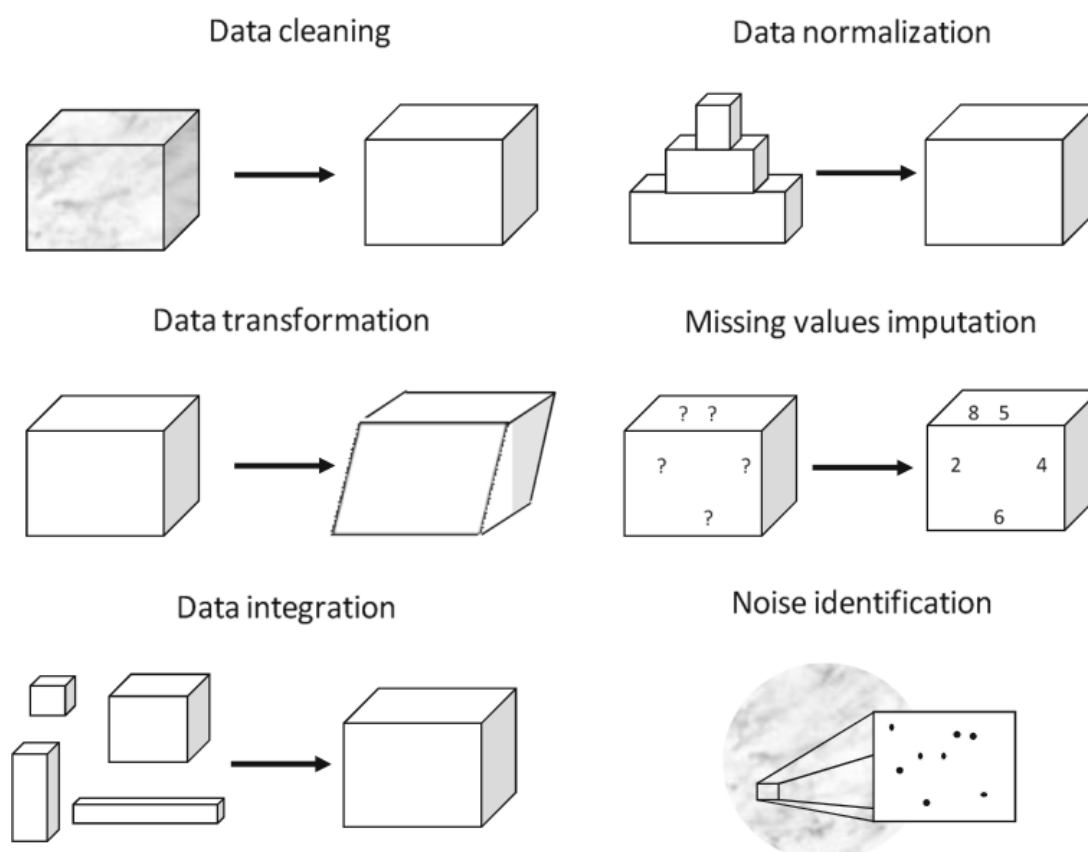 Data cleaning
Data normalization
Data transformation
Missing values imputation
? ?
? ?
?
8 5
2 4
6
Data integration
Noise identification